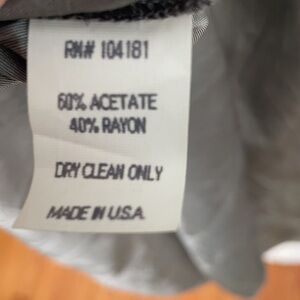 RN# 104181
60% ACETATE
40% RAYON
DRY CLEAN ONLY
MADE IN U.S.A.